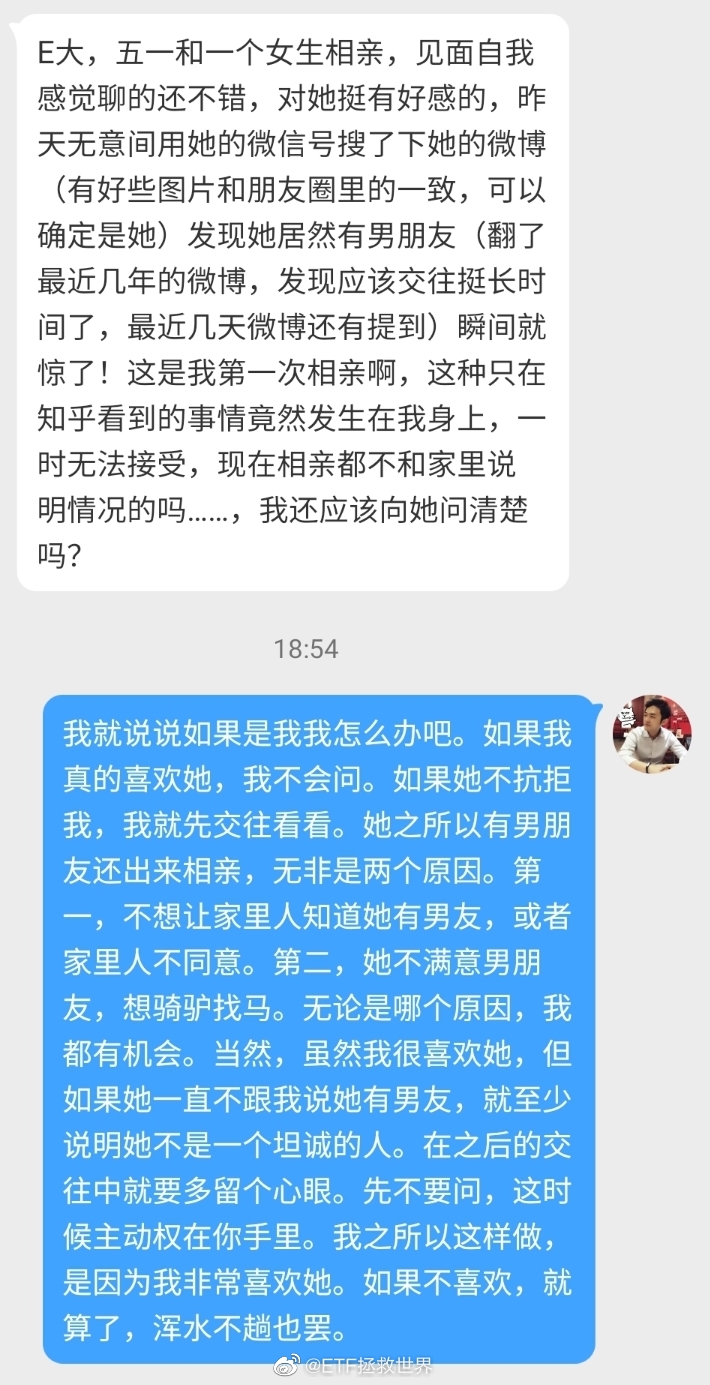 E大，五一和一个女生相亲，见面自我
感觉聊的还不错，对她挺有好感的，昨
天无意间用她的微信号搜了下她的微博
（有好些图片和朋友圈里的一致，可以
确定是她）发现她居然有男朋友（翻了
最近几年的微博，发现应该交往挺长时
间了，最近几天微博还有提到）瞬间就
惊了！这是我第一次相亲啊，这种只在
知乎看到的事情竟然发生在我身上，一
时无法接受，现在相亲都不和家里说
明情况的吗……，我还应该向她问清楚
吗？
18:54
我就说说如果是我我怎么办吧。如果我
真的喜欢她，我不会问。如果她不抗拒
我，我就先交往看看。她之所以有男朋
友还出来相亲，无非是两个原因。第
一，不想让家里人知道她有男友，或者
家里人不同意。第二，她不满意男朋
友，想骑驴找马。无论是哪个原因，我
都有机会。当然，虽然我很喜欢她，但
如果她一直不跟我说她有男友，就至少
说明她不是一个坦诚的人。在之后的交
往中就要多留个心眼。先不要问，这时
候主动权在你手里。我之所以这样做，
是因为我非常喜欢她。如果不喜欢，就
算了，浑水不趟也罢。
@ETF拯救世界